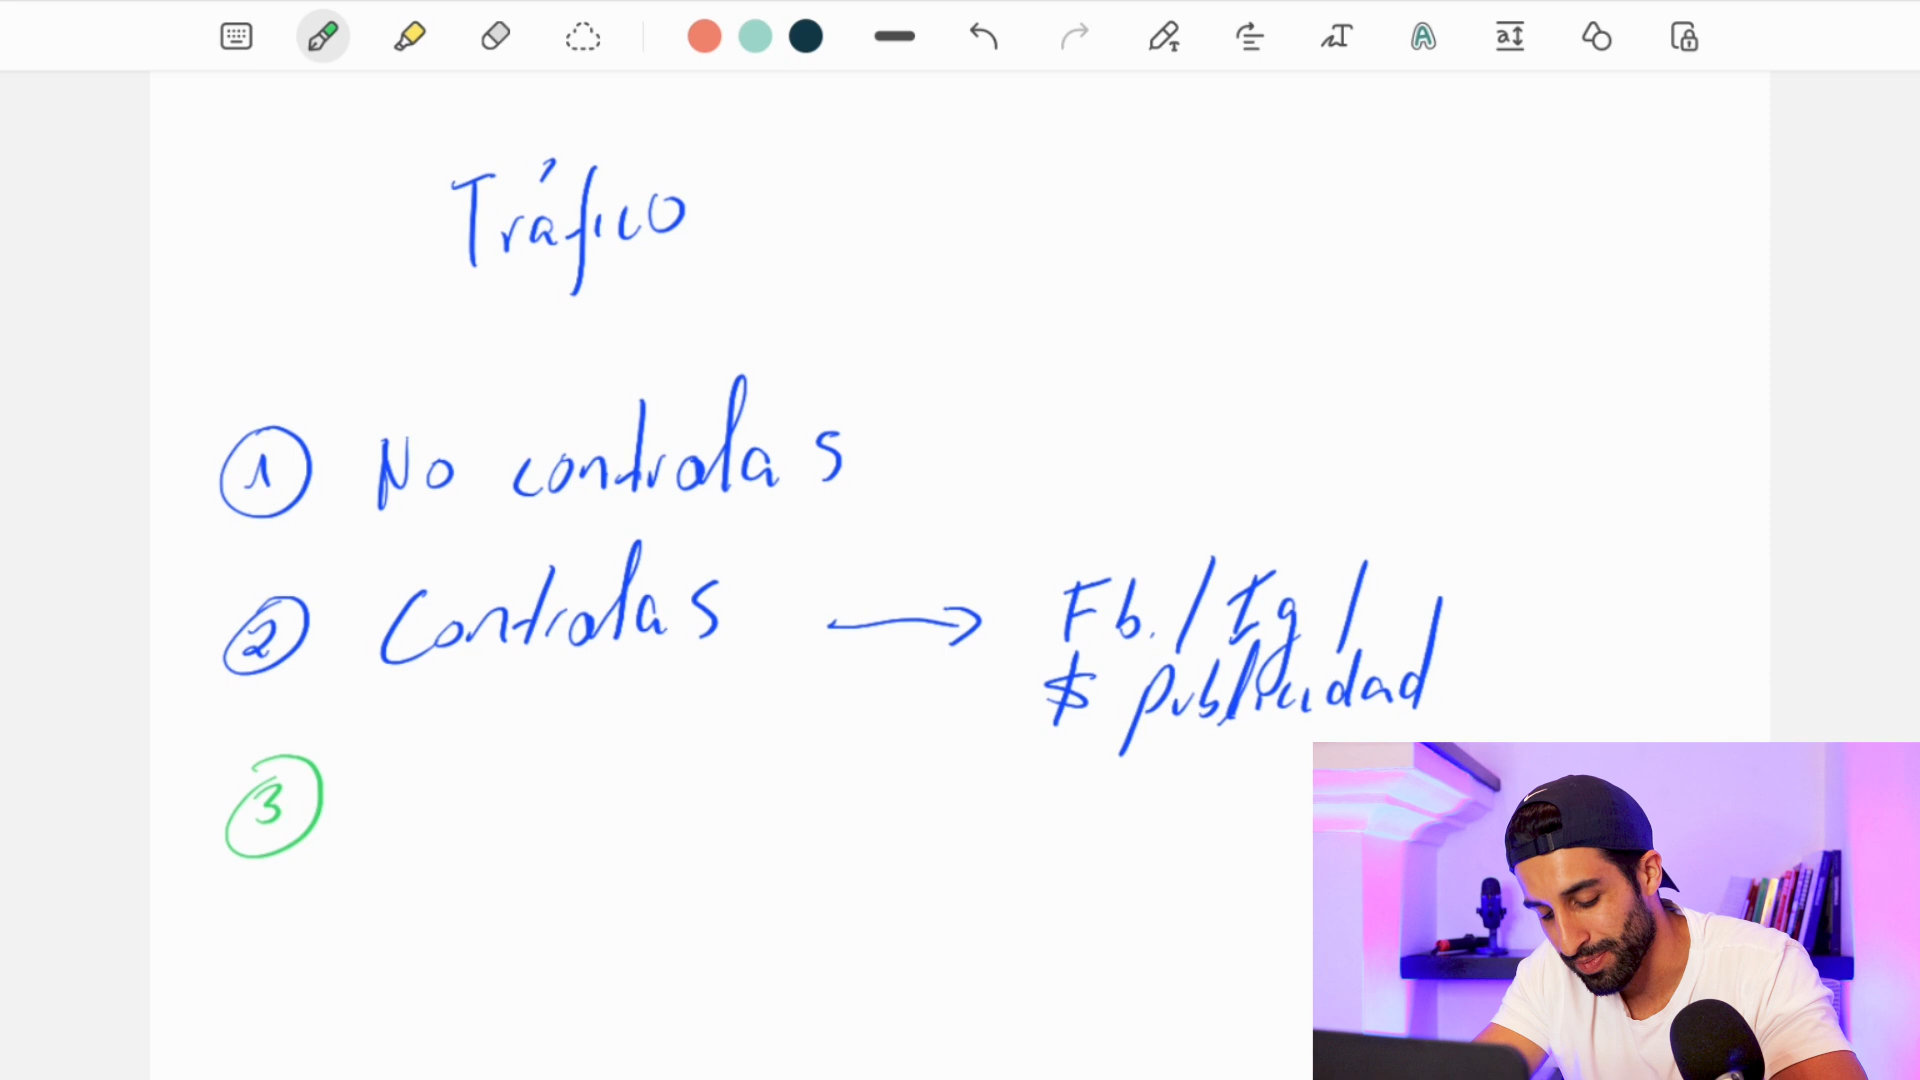 Tráfico
1 No controlas
2 Controlas → Fb. / Ig /
$ publicidad
3